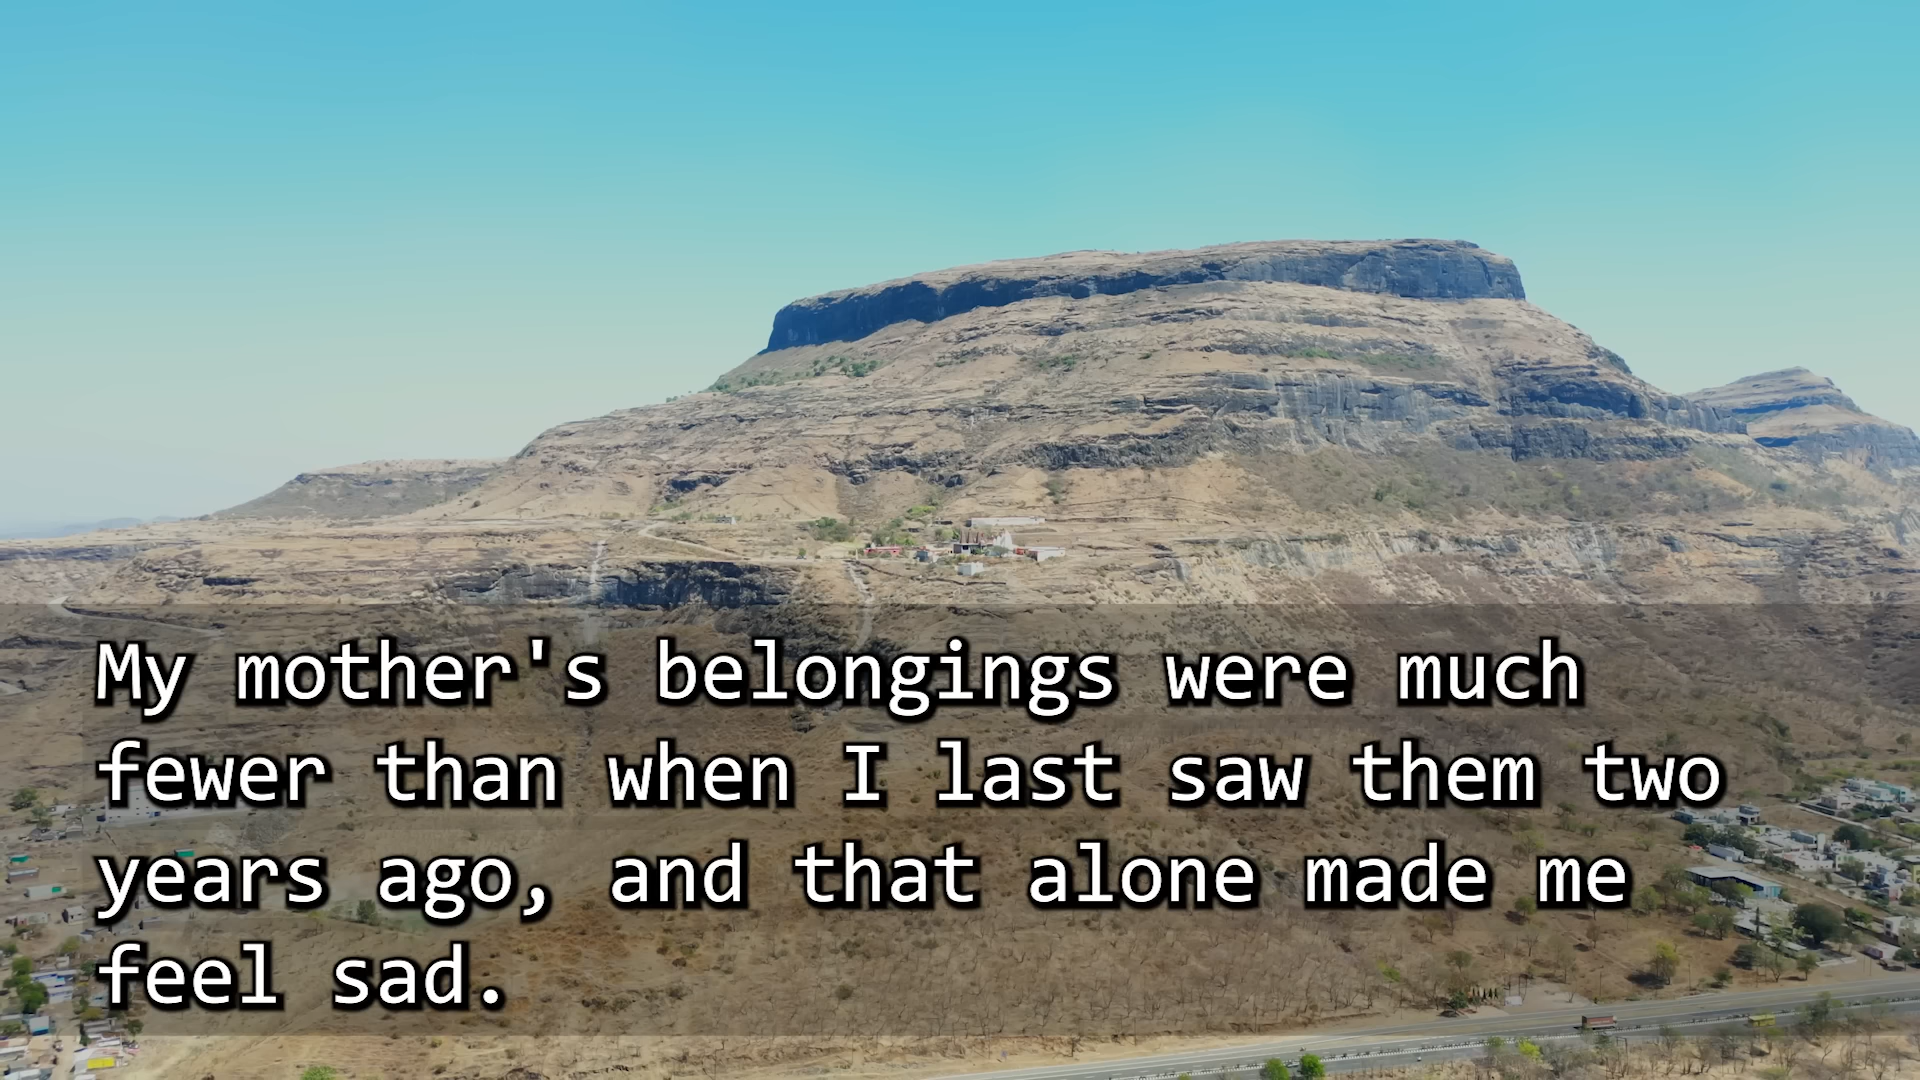 My mother's belongings were much
fewer than when I last saw them two
years ago, and that alone made me
feel sad.